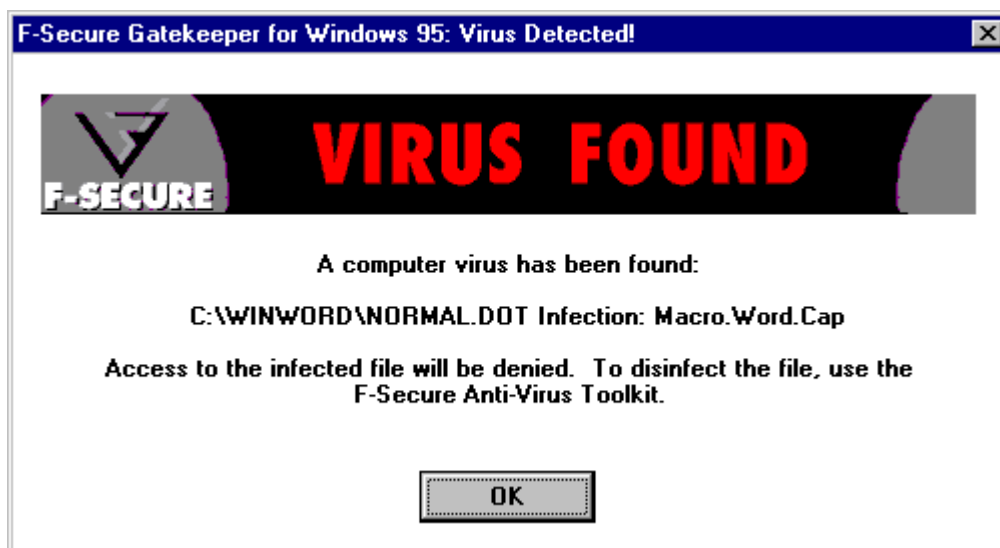 F-Secure Gatekeeper for Windows 95: Virus Detected!
F-SECURE
VIRUS FOUND
A computer virus has been found:
C:\WINWORD\NORMAL.DOT Infection: Macro.Word.Cap
Access to the infected file will be denied.  To disinfect the file, use the
F-Secure Anti-Virus Toolkit.
OK